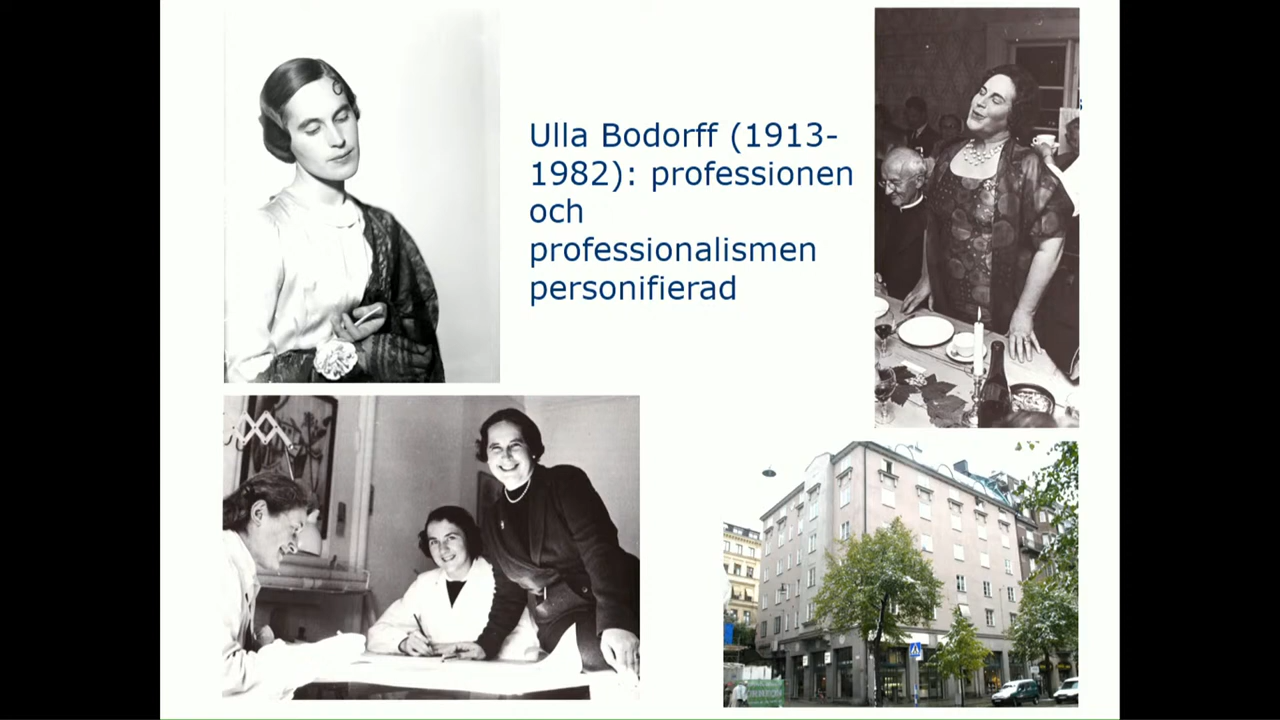 Ulla Bodorff (1913-
1982): professionen
och
professionalismen
personifierad